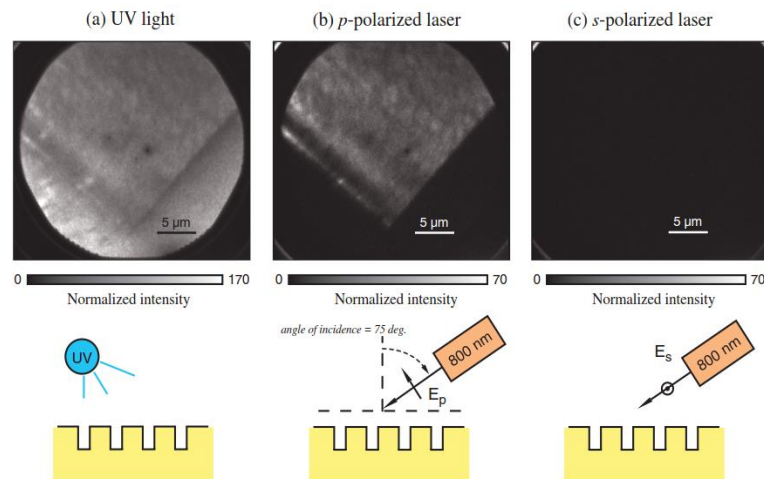 (a) UV light
(b) p-polarized laser
(c) s-polarized laser
5 µm
5 µm
5 µm
0
170
0
70
0
70
Normalized intensity
Normalized intensity
Normalized intensity
UV
angle of incidence = 75 deg.
800 nm
Ep
Es
800 nm